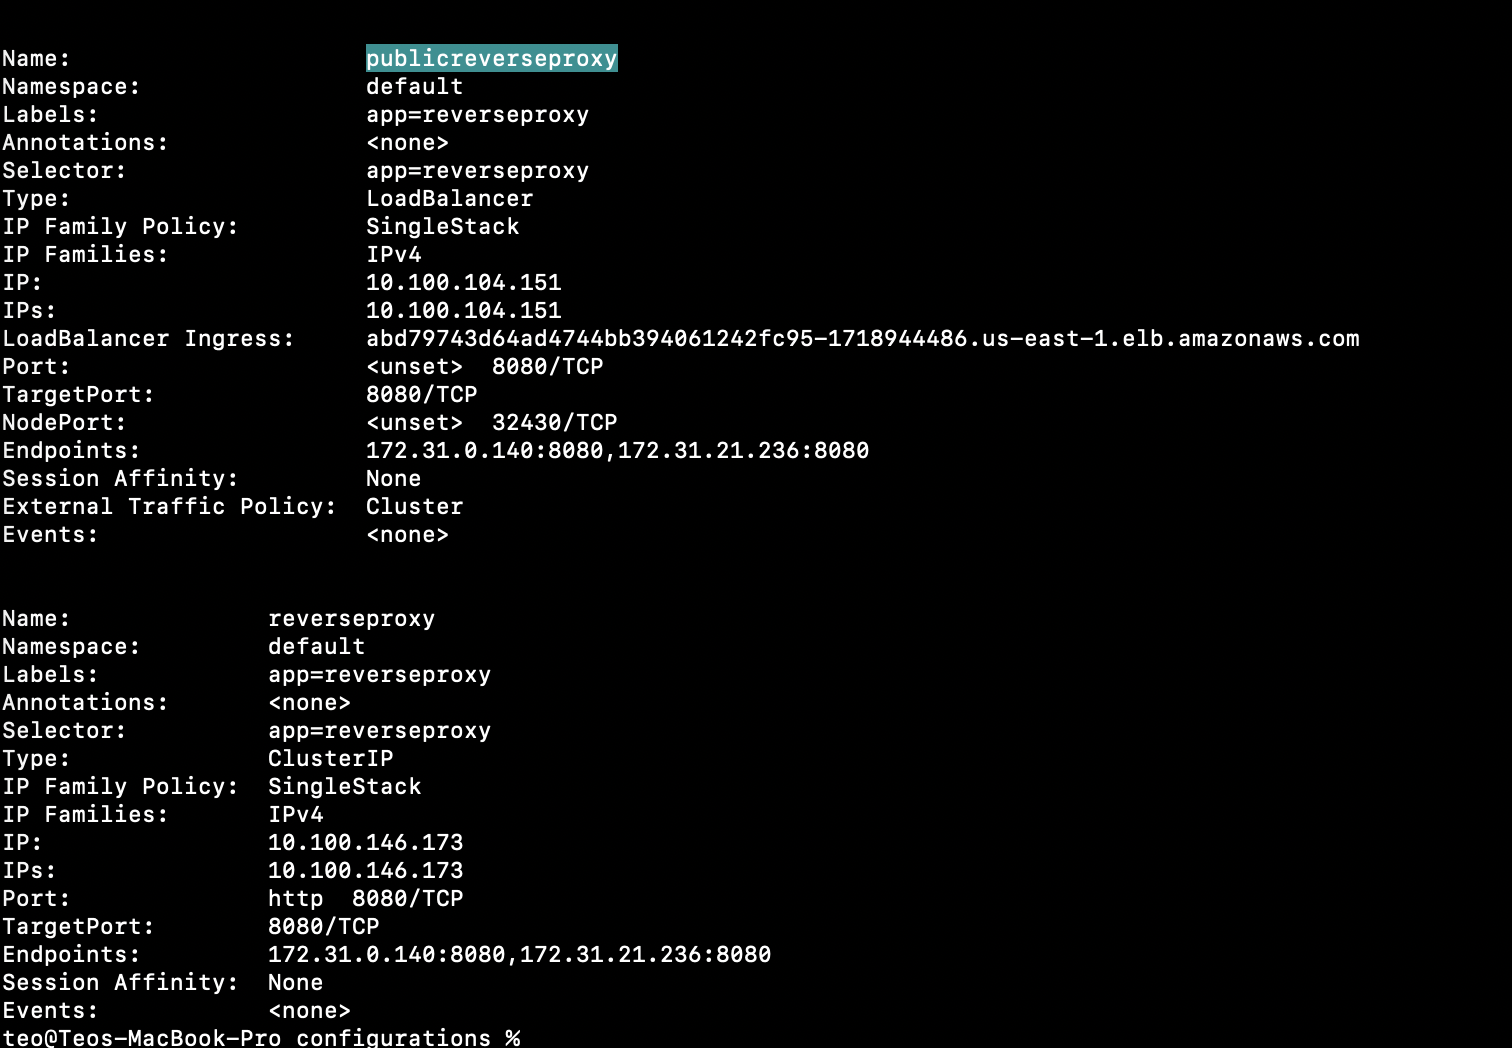 Name: publicreverseproxy
Namespace: default
Labels: app=reverseproxy
Annotations: <none>
Selector: app=reverseproxy
Type: LoadBalancer
IP Family Policy: SingleStack
IP Families: IPv4
IP: 10.100.104.151
IPs: 10.100.104.151
LoadBalancer Ingress: abd79743d64ad4744bb394061242fc95-1718944486.us-east-1.elb.amazonaws.com
Port: <unset> 8080/TCP
TargetPort: 8080/TCP
NodePort: <unset> 32430/TCP
Endpoints: 172.31.0.140:8080,172.31.21.236:8080
Session Affinity: None
External Traffic Policy: Cluster
Events: <none>
Name: reverseproxy
Namespace: default
Labels: app=reverseproxy
Annotations: <none>
Selector: app=reverseproxy
Type: ClusterIP
IP Family Policy: SingleStack
IP Families: IPv4
IP: 10.100.146.173
IPs: 10.100.146.173
Port: http 8080/TCP
TargetPort: 8080/TCP
Endpoints: 172.31.0.140:8080,172.31.21.236:8080
Session Affinity: None
Events: <none>
teo@Teos-MacBook-Pro configurations %